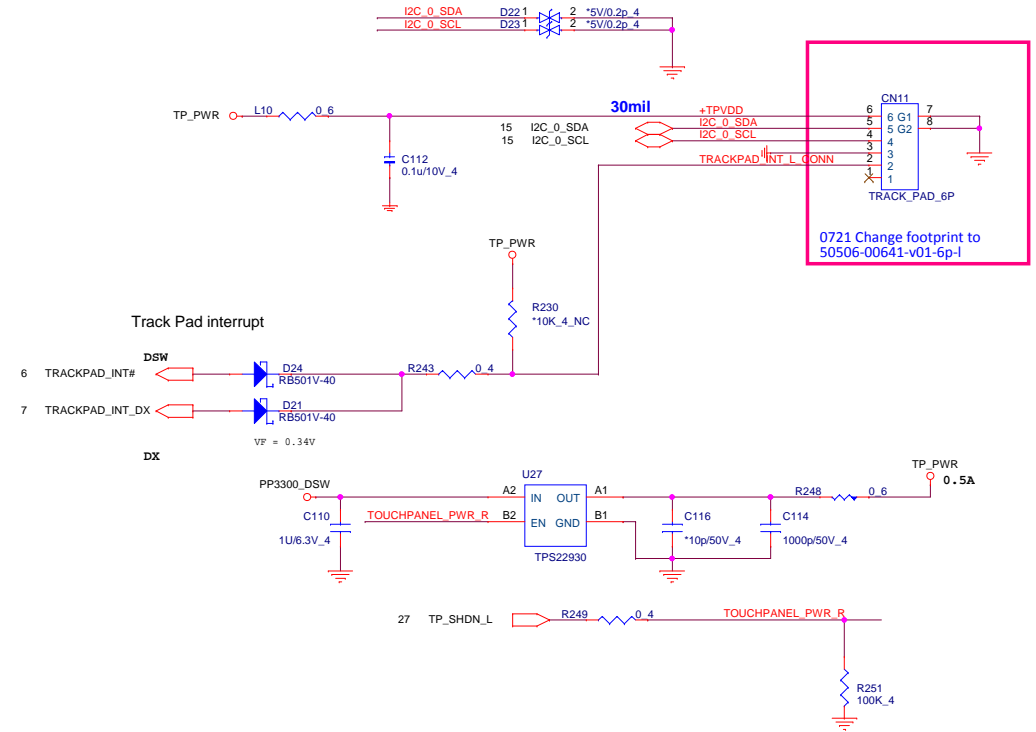 I2C_0_SDA D22 1 2 *5V/0.2p_4
I2C_0_SCL D23 1 2 *5V/0.2p_4
TP_PWR L10 0_6
30mil
+TPVDD
15 I2C_0_SDA
15 I2C_0_SCL
I2C_0_SDA
I2C_0_SCL
TRACKPAD_INT_L_CONN
C112
0.1u/10V_4
CN11
6 6 G1 7
5 5 G2 8
4 4
3 3
2 2
1 1
TRACK_PAD_6P
0721 Change footprint to
50506-00641-v01-6p-l
TP_PWR
R230
*10K_4_NC
Track Pad interrupt
DSW
6 TRACKPAD_INT#
D24
RB501V-40
R243 0_4
7 TRACKPAD_INT_DX
D21
RB501V-40
VF = 0.34V
DX
U27
PP3300_DSW
A2 IN OUT A1
TOUCHPANEL_PWR_R B2 EN GND B1
TPS22930
C110
1U/6.3V_4
C116
*10p/50V_4
C114
1000p/50V_4
R248 0_6
TP_PWR
0.5A
27 TP_SHDN_L
R249 0_4
TOUCHPANEL_PWR_R
R251
100K_4